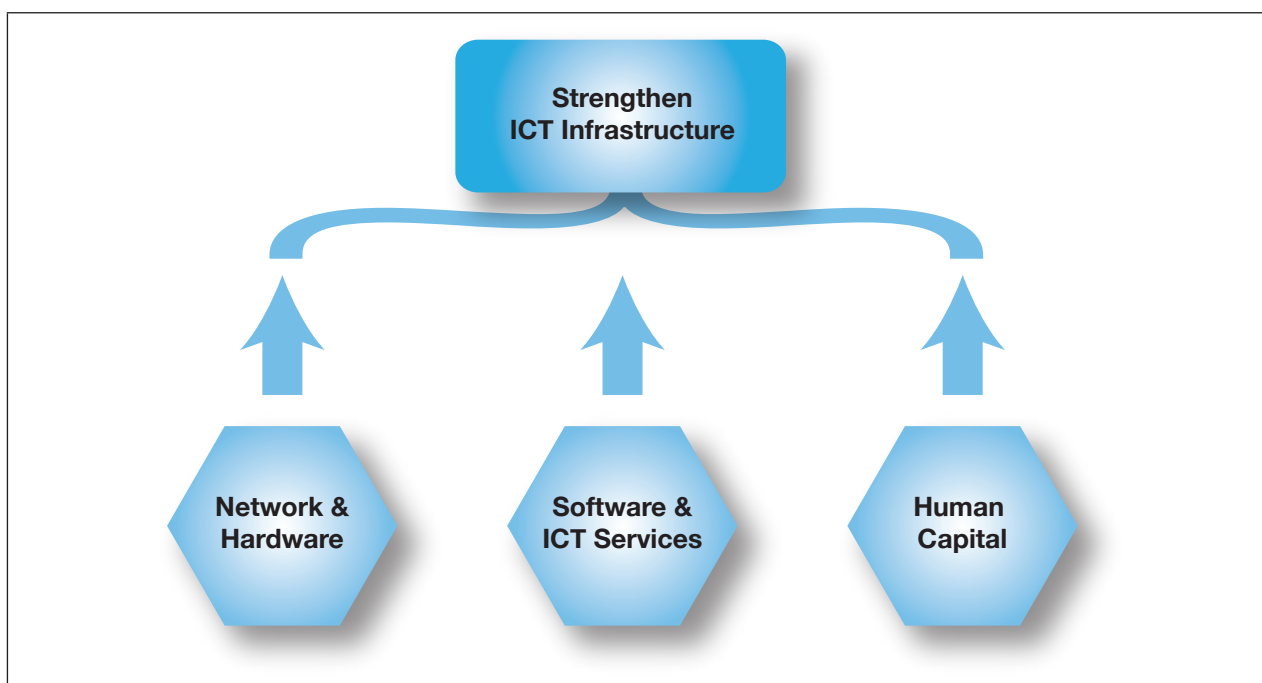 Strengthen
ICT Infrastructure
Network &
Hardware
Software &
ICT Services
Human
Capital